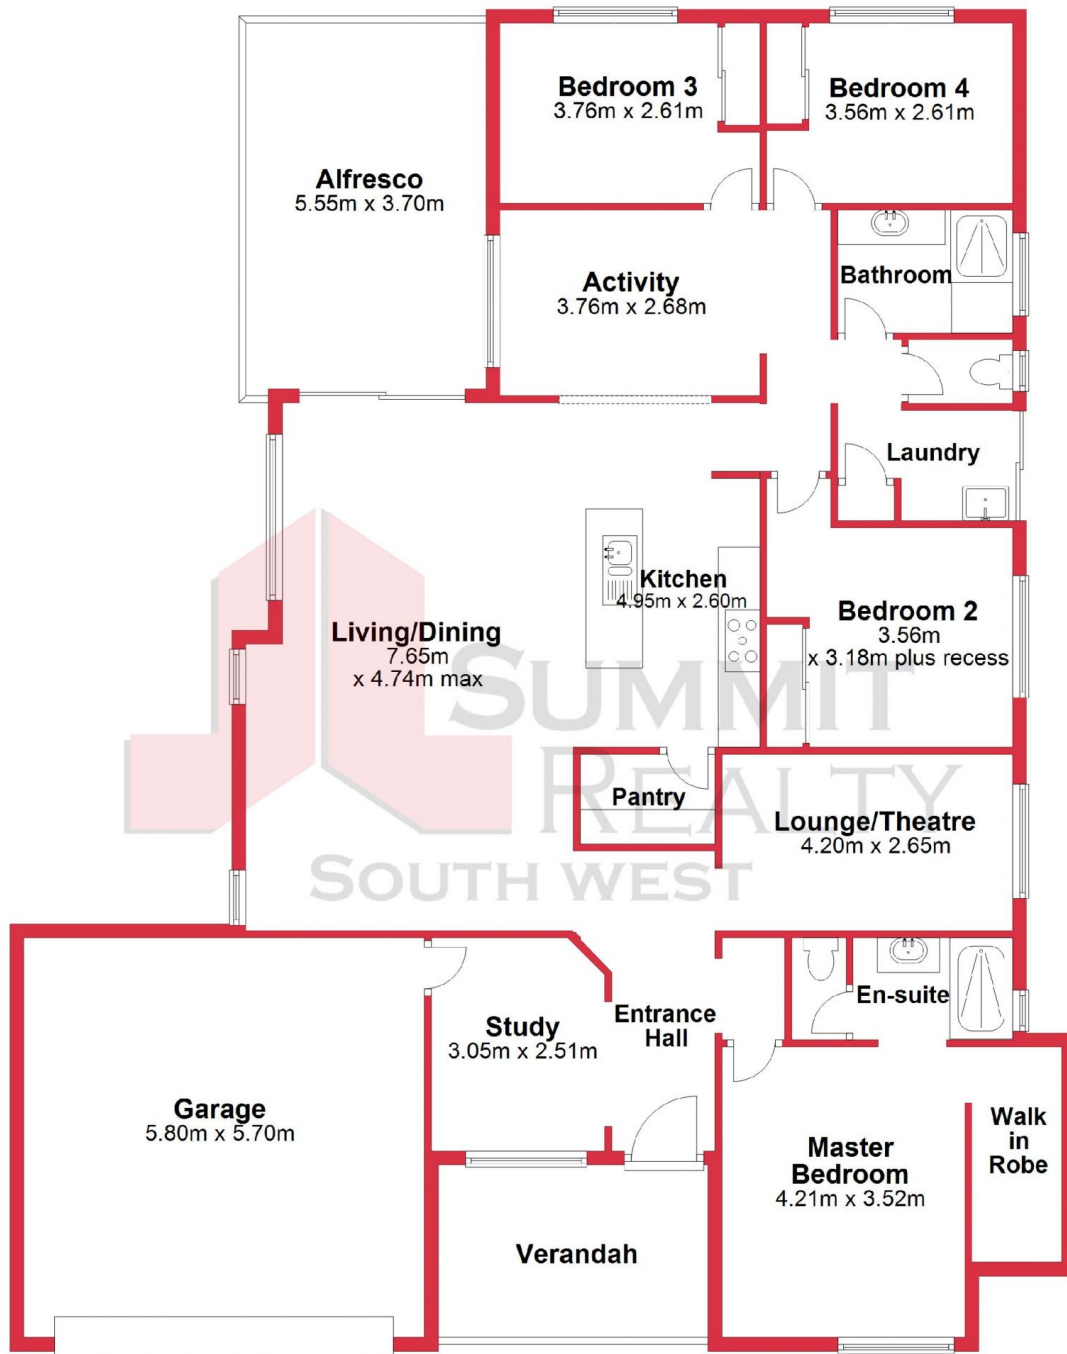 Bedroom 3
3.76m x 2.61m
Bedroom 4
3.56m x 2.61m
Alfresco
5.55m x 3.70m
Activity
3.76m x 2.68m
Bathroom
Laundry
Kitchen
4.95m x 2.60m
Living/Dining
7.65m
x 4.74m max
Bedroom 2
3.56m
x 3.18m plus recess
SUMMIT
REALTY
SOUTH WEST
Pantry
Lounge/Theatre
4.20m x 2.65m
En-suite
Entrance
Hall
Study
3.05m x 2.51m
Garage
5.80m x 5.70m
Master
Bedroom
4.21m x 3.52m
Walk
in
Robe
Verandah